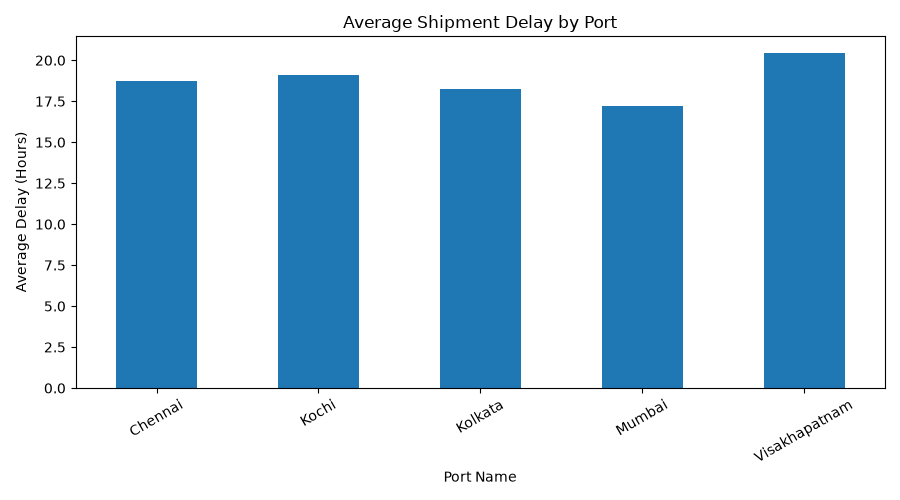 Average Shipment Delay by Port
Average Delay (Hours)
20.0
17.5
15.0
12.5
10.0
7.5
5.0
2.5
0.0
Chennai
Kochi
Kolkata
Mumbai
Visakhapatnam
Port Name